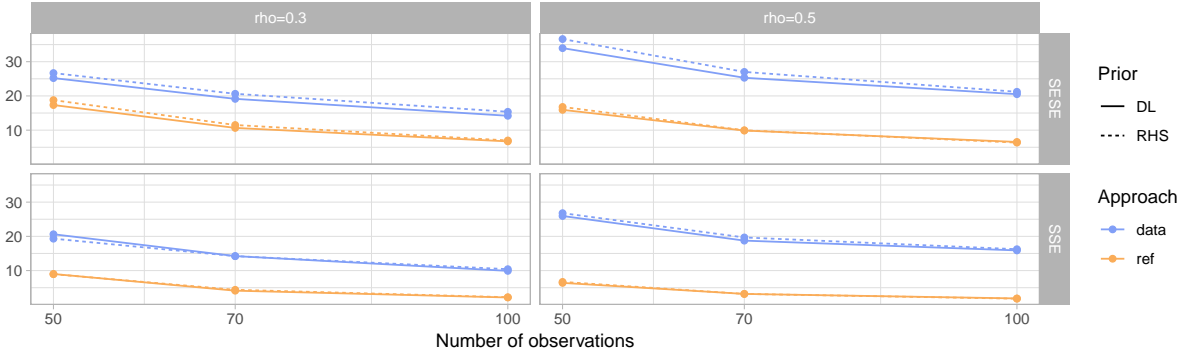 rho=0.3
rho=0.5
30
20
10
SESE
30
20
10
SSE
50
70
100
50
70
100
Number of observations
Prior
DL
RHS
Approach
data
ref